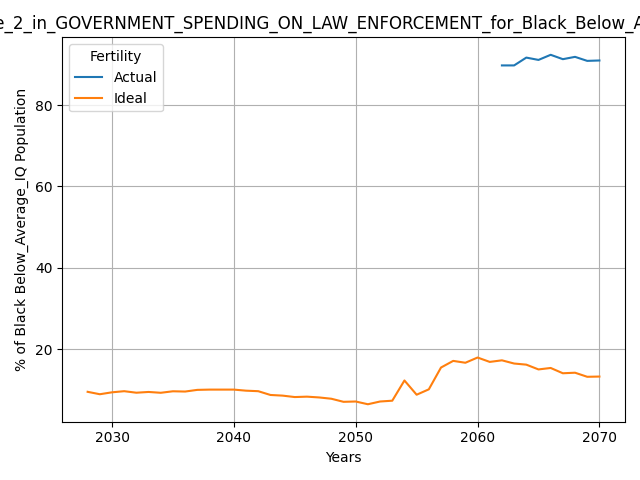 e_2_in_GOVERNMENT_SPENDING_ON_LAW_ENFORCEMENT_for_Black_Below_A
Fertility
Actual
Ideal
% of Black Below_Average_IQ Population
80
60
40
20
2030 2040 2050 2060 2070
Years